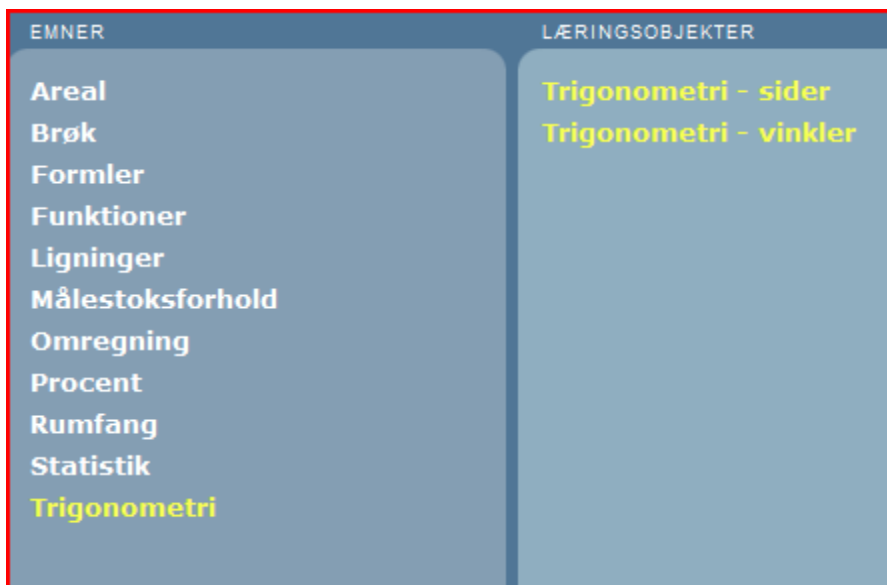 EMNER
Areal
Brøk
Formler
Funktioner
Ligninger
Målestoksforhold
Omregning
Procent
Rumfang
Statistik
Trigonometri
LÆRINGSOBJEKTER
Trigonometri - sider
Trigonometri - vinkler